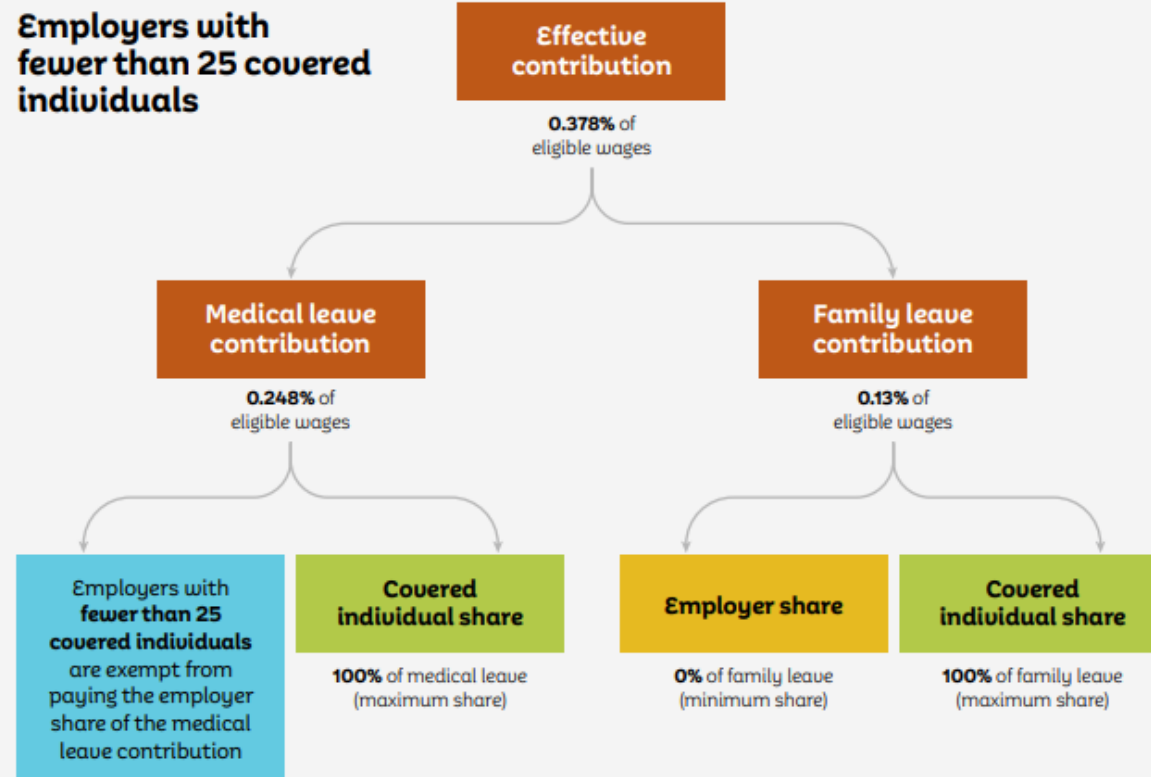 Employers with
fewer than 25 covered
individuals
Effective
contribution
0.378% of
eligible wages
Medical leave
contribution
0.248% of
eligible wages
Family leave
contribution
0.13% of
eligible wages
Employers with
fewer than 25
covered individuals
are exempt from
paying the employer
share of the medical
leave contribution
Covered
individual share
100% of medical leave
(maximum share)
Employer share
0% of family leave
(minimum share)
Covered
individual share
100% of family leave
(maximum share)